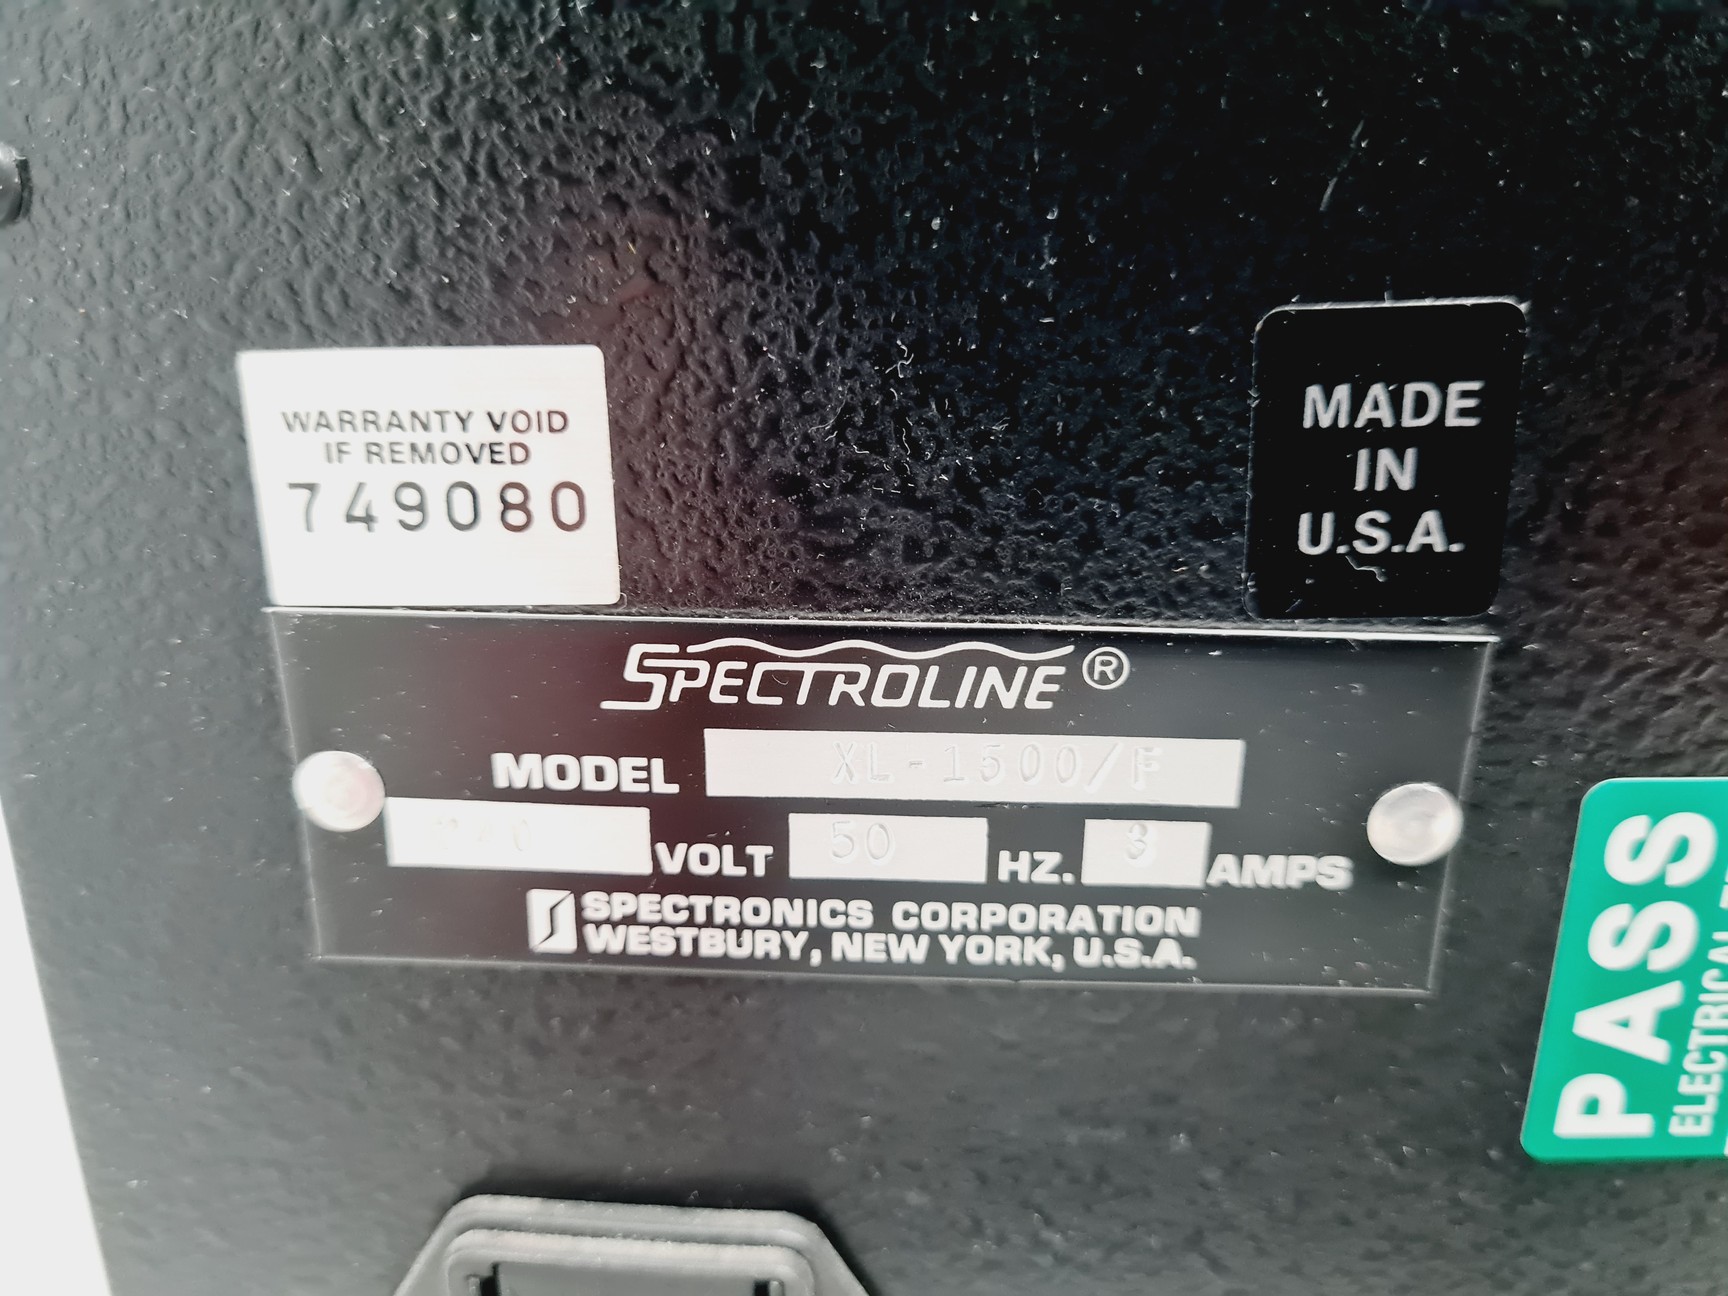 WARRANTY VOID
IF REMOVED
749080
MADE
IN
U.S.A.
SPECTROLINE®
MODEL XL-1500/F
VOLT 50 HZ. 3 AMPS
SPECTRONICS CORPORATION
WESTBURY, NEW YORK, U.S.A.
PASS
ELECTRICAL